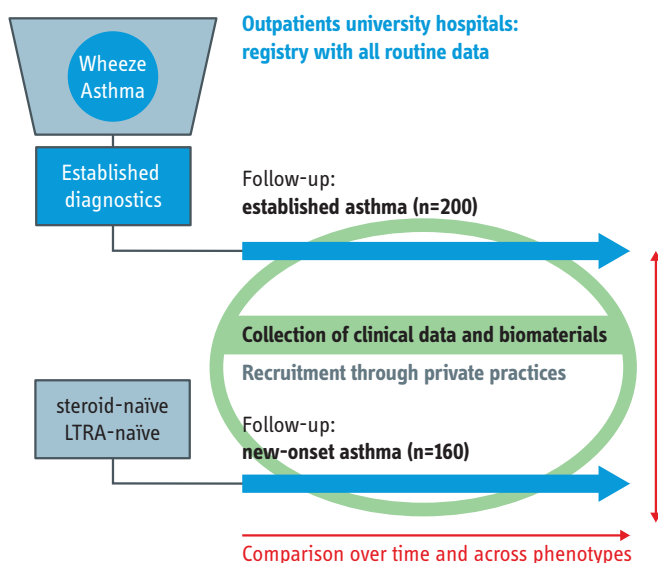 Outpatients university hospitals:
registry with all routine data
Wheeze
Asthma
Established
diagnostics
Follow-up:
established asthma (n=200)
Collection of clinical data and biomaterials
Recruitment through private practices
steroid-naïve
LTRA-naïve
Follow-up:
new-onset asthma (n=160)
Comparison over time and across phenotypes